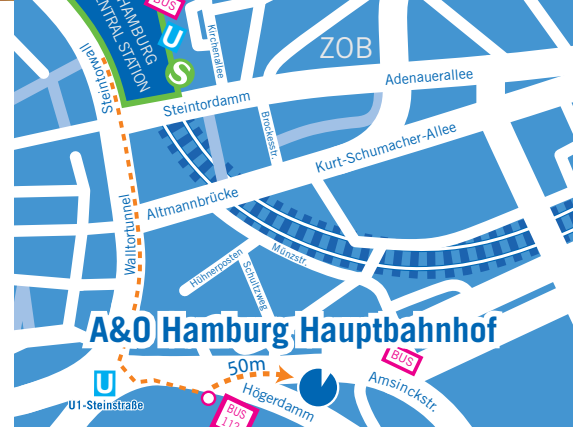 BUS
HAMBURG
CENTRAL STATION
U
S
Kirchenallee
ZOB
Steintorwall
Steintordamm
Adenauerallee
Brockesstr.
Kurt-Schumacher-Allee
Altmannbrücke
Walltortunnel
Hühnerposten
Schultzweg
Münzstr.
A&O Hamburg Hauptbahnhof
BUS
50m
U
U1-Steinstraße
Högerdamm
Amsinckstr.
BUS
112